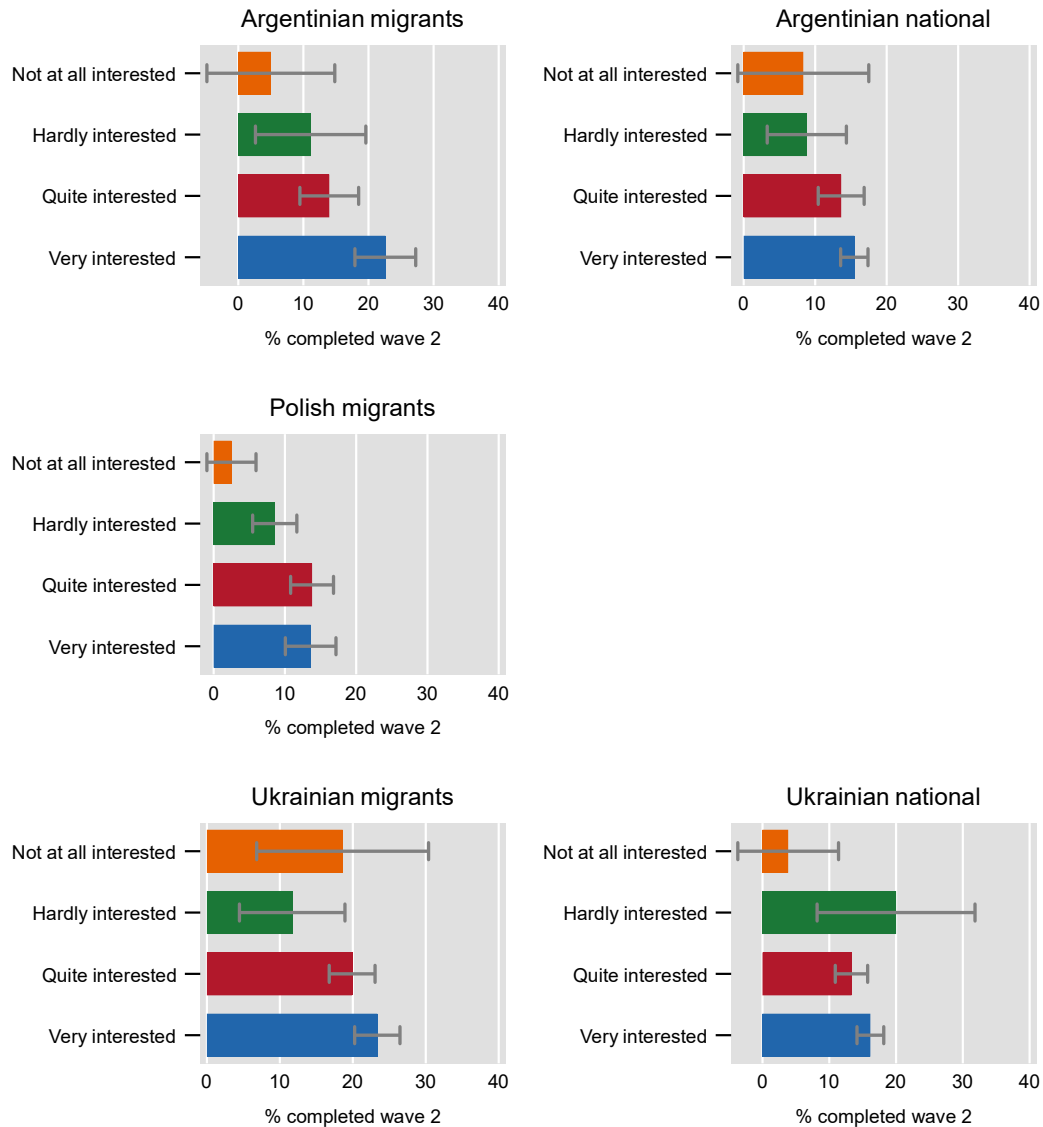 Argentinian migrants
Not at all interested
Hardly interested
Quite interested
Very interested
0 10 20 30 40
% completed wave 2
Argentinian national
Not at all interested
Hardly interested
Quite interested
Very interested
0 10 20 30 40
% completed wave 2
Polish migrants
Not at all interested
Hardly interested
Quite interested
Very interested
0 10 20 30 40
% completed wave 2
Ukrainian migrants
Not at all interested
Hardly interested
Quite interested
Very interested
0 10 20 30 40
% completed wave 2
Ukrainian national
Not at all interested
Hardly interested
Quite interested
Very interested
0 10 20 30 40
% completed wave 2